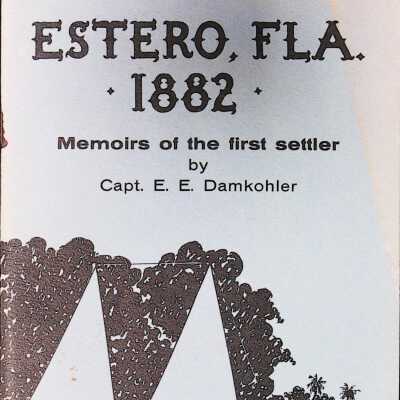 ESTERO, FLA.
· 1882 ·
Memoirs of the first settler
by
Capt. E. E. Damkohler